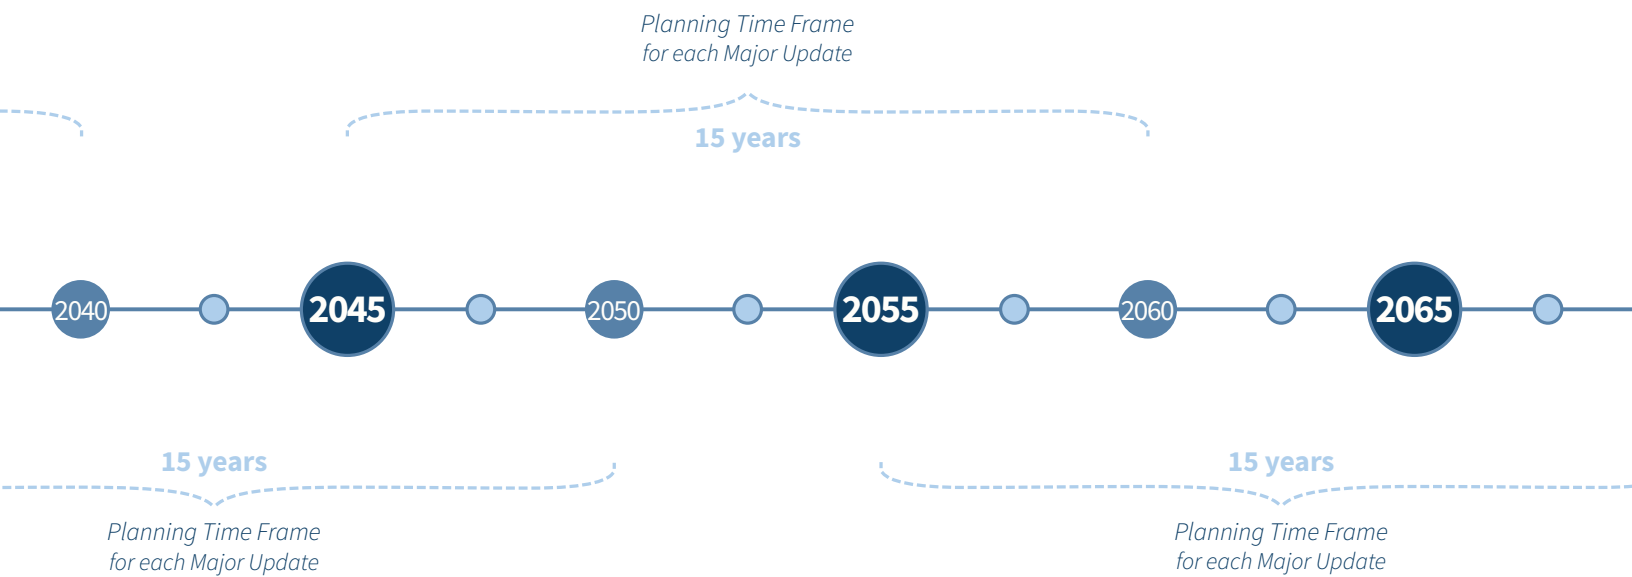 Planning Time Frame
for each Major Update
15 years
2040
2045
2050
2055
2060
2065
15 years
Planning Time Frame
for each Major Update
15 years
Planning Time Frame
for each Major Update